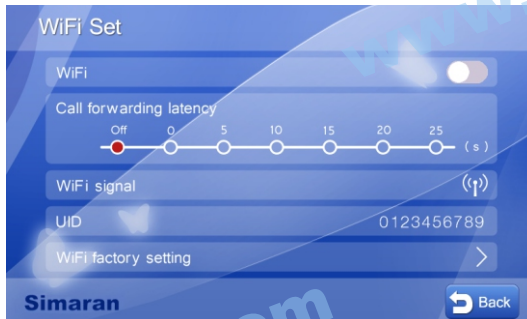 WiFi Set
WiFi
Call forwarding latency
Off 0 5 10 15 20 25 (s)
WiFi signal
UID 0123456789
WiFi factory setting
Simaran Back